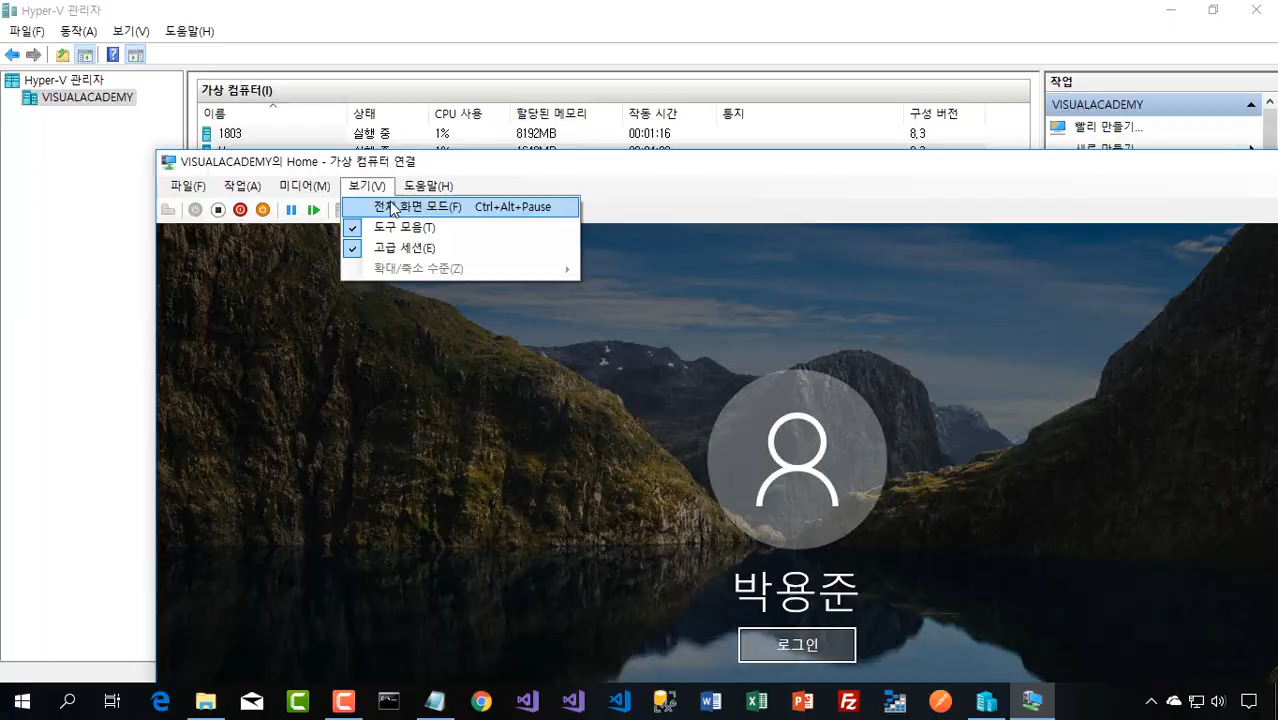 Hyper-V 관리자
파일(F) 동작(A) 보기(V) 도움말(H)
Hyper-V 관리자
VISUALACADEMY
가상 컴퓨터(I)
이름 상태 CPU 사용 할당된 메모리 작동 시간 통지 구성 버전
1803 실행 중 1% 8192MB 00:01:16 8.3
작업
VISUALACADEMY
빨리 만들기...
VISUALACADEMY의 Home - 가상 컴퓨터 연결
파일(F) 작업(A) 미디어(M) 보기(V) 도움말(H)
전체 화면 모드(F) Ctrl+Alt+Pause
도구 모음(T)
고급 세션(E)
확대/축소 수준(Z)
박용준
로그인